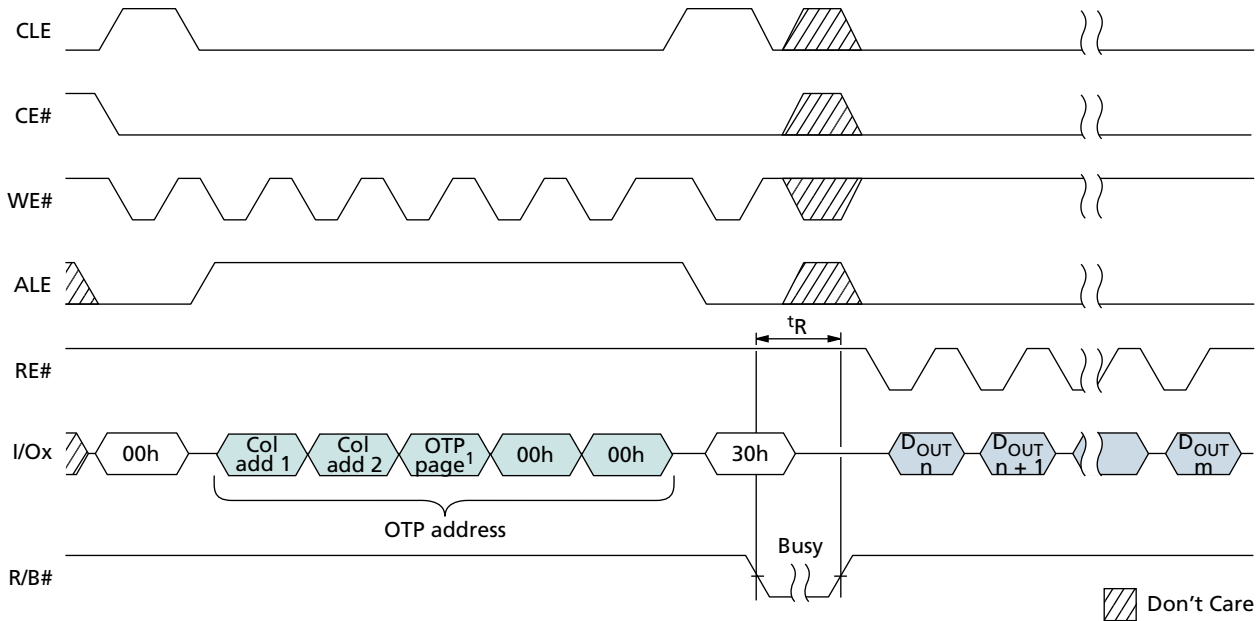 CLE
CE#
WE#
ALE
tR
RE#
I/Ox
00h
Col
add 1
Col
add 2
OTP
page1
00h
00h
30h
DOUT
n
DOUT
n + 1
DOUT
m
OTP address
Busy
R/B#
Don't Care